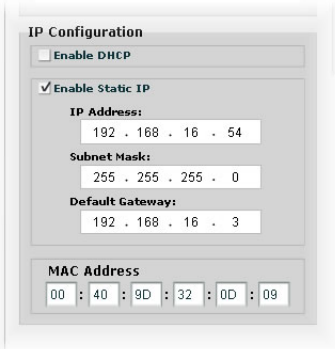 IP Configuration
Enable DHCP
Enable Static IP
IP Address:
192 . 168 . 16 . 54
Subnet Mask:
255 . 255 . 255 . 0
Default Gateway:
192 . 168 . 16 . 3
MAC Address
00 : 40 : 9D : 32 : 0D : 09